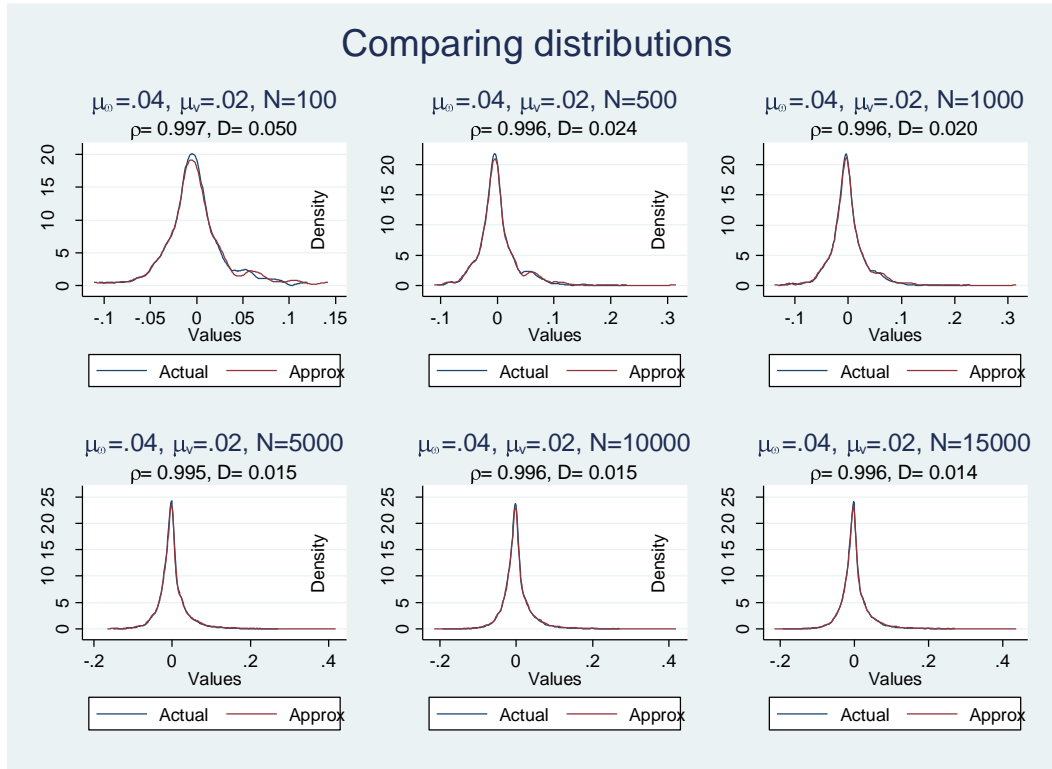 Comparing distributions
μω=.04, μv=.02, N=100
ρ= 0.997, D= 0.050
0 5 10 15 20
-.1 -.05 0 .05 .1 .15
Values
Actual Approx
μω=.04, μv=.02, N=500
ρ= 0.996, D= 0.024
Density
0 5 10 15 20
-.1 0 .1 .2 .3
Values
Actual Approx
μω=.04, μv=.02, N=1000
ρ= 0.996, D= 0.020
Density
0 5 10 15 20
-.1 0 .1 .2 .3
Values
Actual Approx
μω=.04, μv=.02, N=5000
ρ= 0.995, D= 0.015
0 5 10 15 20 25
-.2 0 .2 .4
Values
Actual Approx
μω=.04, μv=.02, N=10000
ρ= 0.996, D= 0.015
Density
0 5 10 15 20 25
-.2 0 .2 .4
Values
Actual Approx
μω=.04, μv=.02, N=15000
ρ= 0.996, D= 0.014
Density
0 5 10 15 20 25
-.2 0 .2 .4
Values
Actual Approx